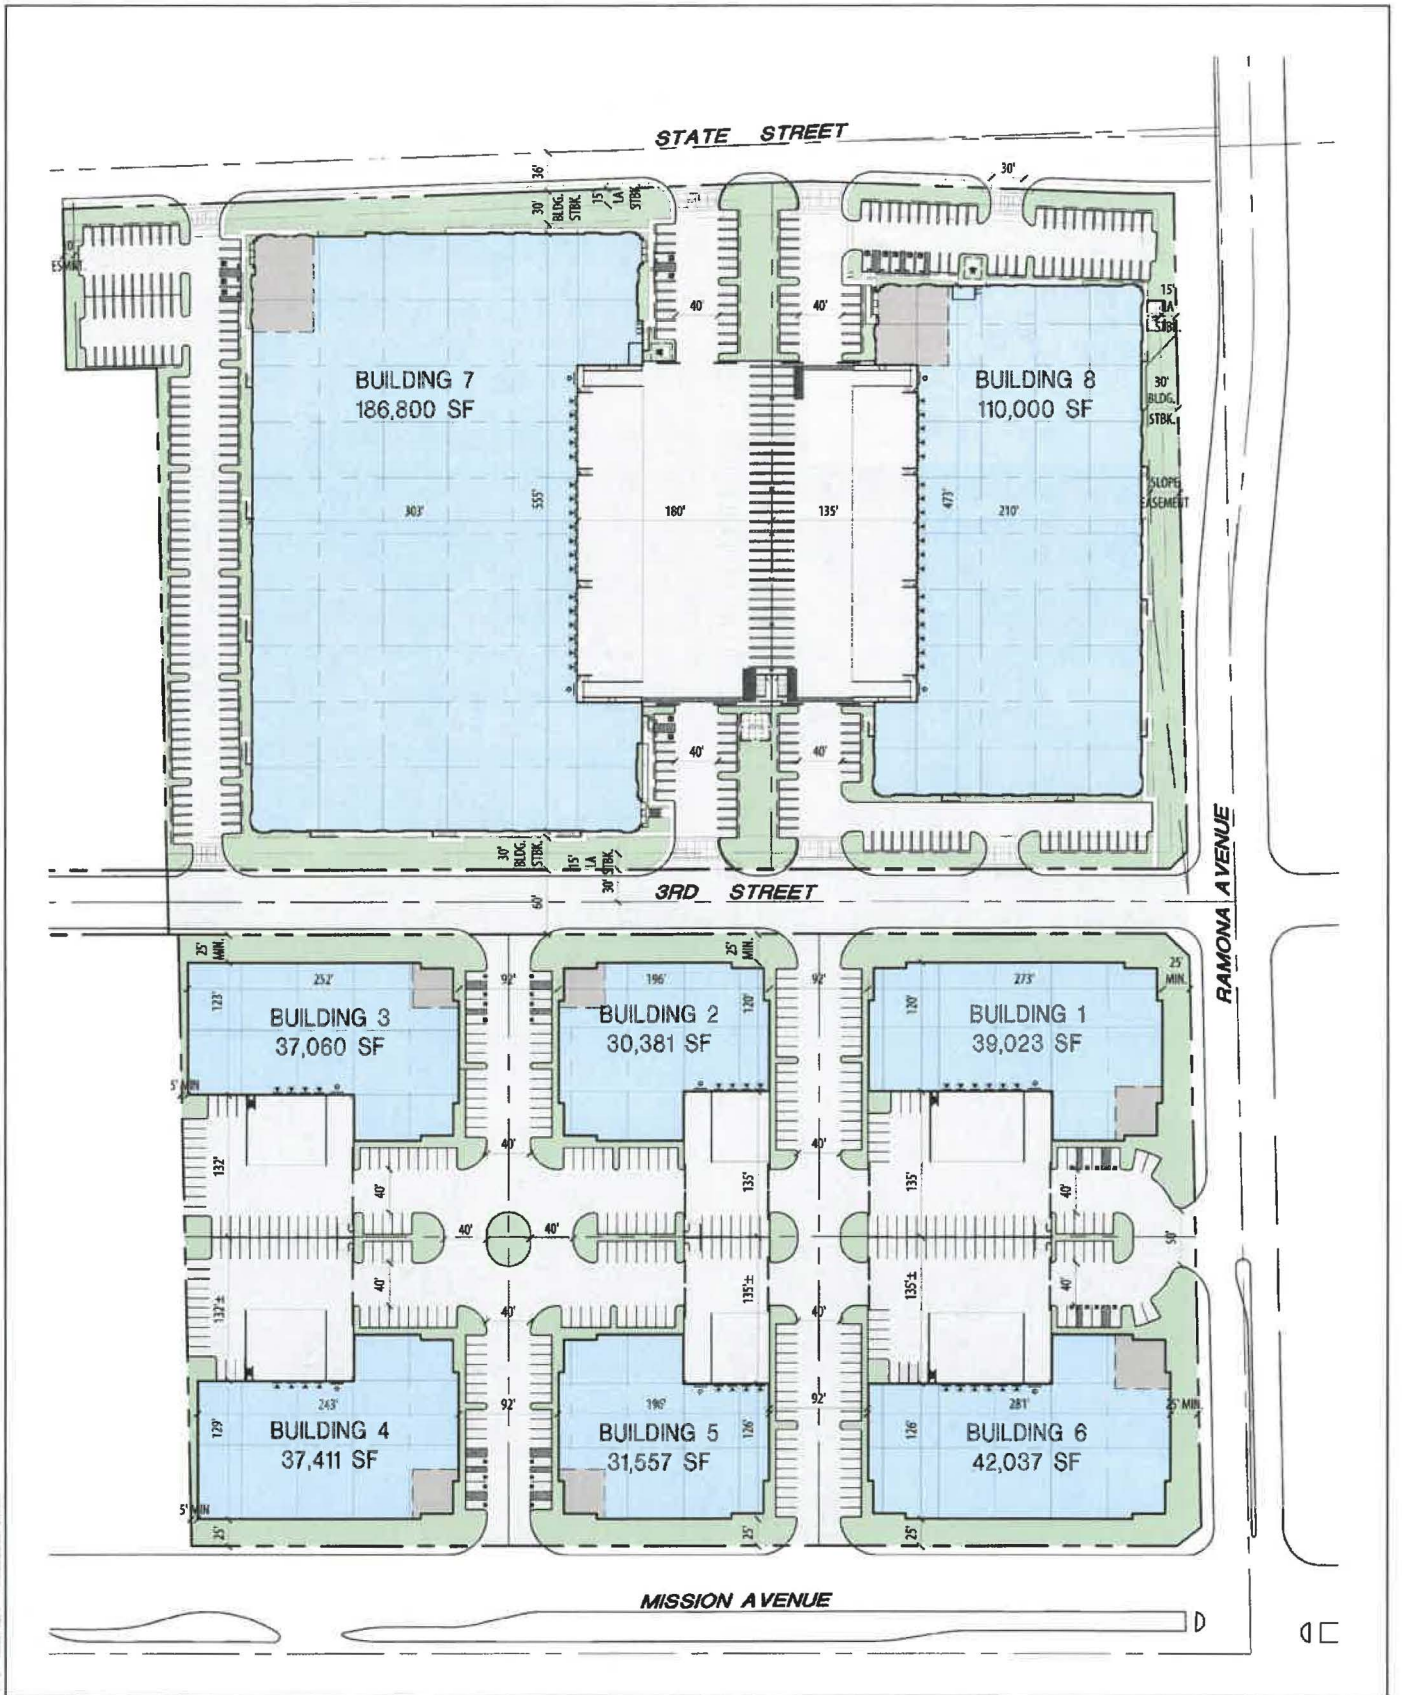 STATE STREET
36'
30'
BLDG.
STBK.
15'
LA
STBK.
30'
ESMNT.
40'
40'
15'
LA
STBK.
BUILDING 7
186,800 SF
BUILDING 8
110,000 SF
30'
BLDG.
STBK.
303'
555'
180'
135'
473'
210'
SLOPE
EASEMENT
40'
40'
30'
BLDG.
STBK.
15'
LA
STBK.
30'
60'
3RD STREET
RAMONA AVENUE
25'
MIN.
252'
92'
196'
25'
MIN.
92'
273'
25'
MIN.
123'
BUILDING 3
37,060 SF
BUILDING 2
30,381 SF
120'
120'
BUILDING 1
39,023 SF
5' MIN
40'
40'
132'
40'
135'
135'
40'
40'
40'
50'
132'±
40'
135'±
135'±
40'
40'
40'
243'
92'
196'
92'
281'
25' MIN.
129'
BUILDING 4
37,411 SF
BUILDING 5
31,557 SF
126'
126'
BUILDING 6
42,037 SF
5' MIN
25'
25'
25'
MISSION AVENUE